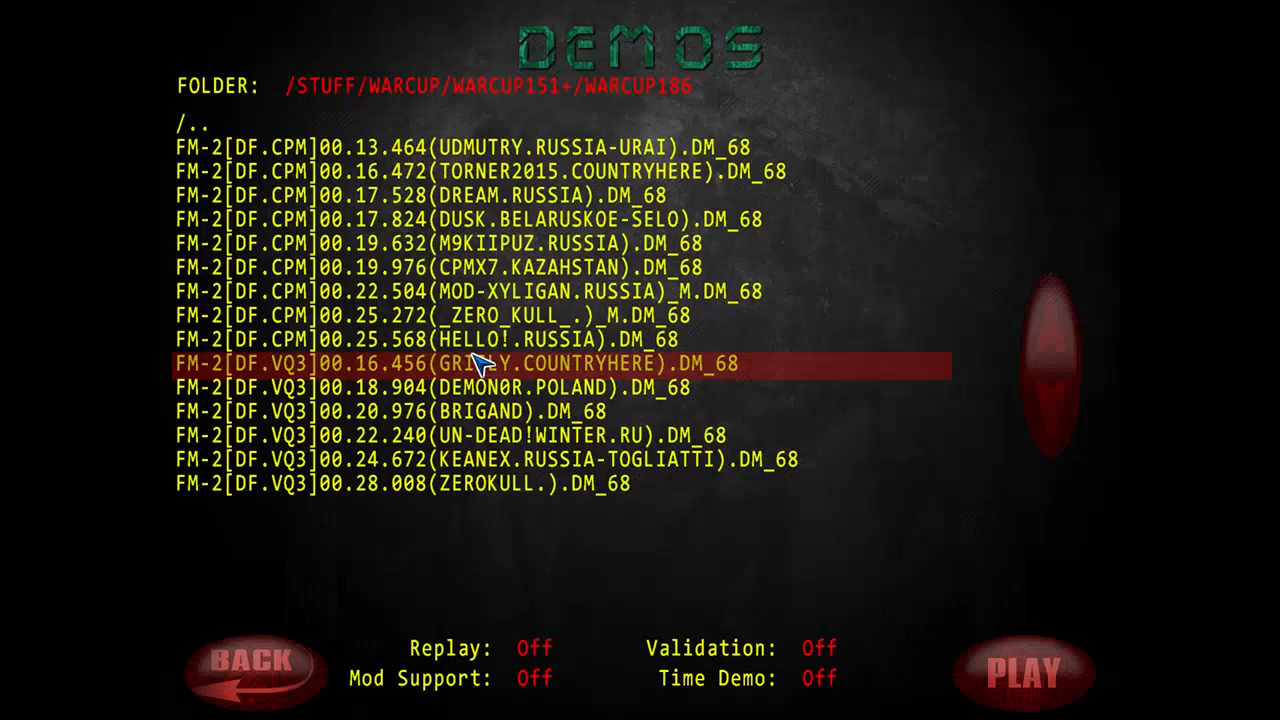 DEMOS
FOLDER: /STUFF/WARCUP/WARCUP151+/WARCUP186
/..
FM-2[DF.CPM]00.13.464(UDMUTRY.RUSSIA-URAI).DM_68
FM-2[DF.CPM]00.16.472(TORNER2015.COUNTRYHERE).DM_68
FM-2[DF.CPM]00.17.528(DREAM.RUSSIA).DM_68
FM-2[DF.CPM]00.17.824(DUSK.BELARUSKOE-SELO).DM_68
FM-2[DF.CPM]00.19.632(M9KIIPUZ.RUSSIA).DM_68
FM-2[DF.CPM]00.19.976(CPMX7.KAZAHSTAN).DM_68
FM-2[DF.CPM]00.22.504(MOD-XYLIGAN.RUSSIA)_M.DM_68
FM-2[DF.CPM]00.25.272(_ZERO_KULL_.)_M.DM_68
FM-2[DF.CPM]00.25.568(HELLO!.RUSSIA).DM_68
FM-2[DF.VQ3]00.16.456(.COUNTRYHERE).DM_68
FM-2[DF.VQ3]00.18.904(DEMON0R.POLAND).DM_68
FM-2[DF.VQ3]00.20.976(BRIGAND).DM_68
FM-2[DF.VQ3]00.22.240(UN-DEAD!WINTER.RU).DM_68
FM-2[DF.VQ3]00.24.672(KEANEX.RUSSIA-TOGLIATTI).DM_68
FM-2[DF.VQ3]00.28.008(ZEROKULL.).DM_68
Replay: Off Validation: Off
Mod Support: Off Time Demo: Off
BACK PLAY